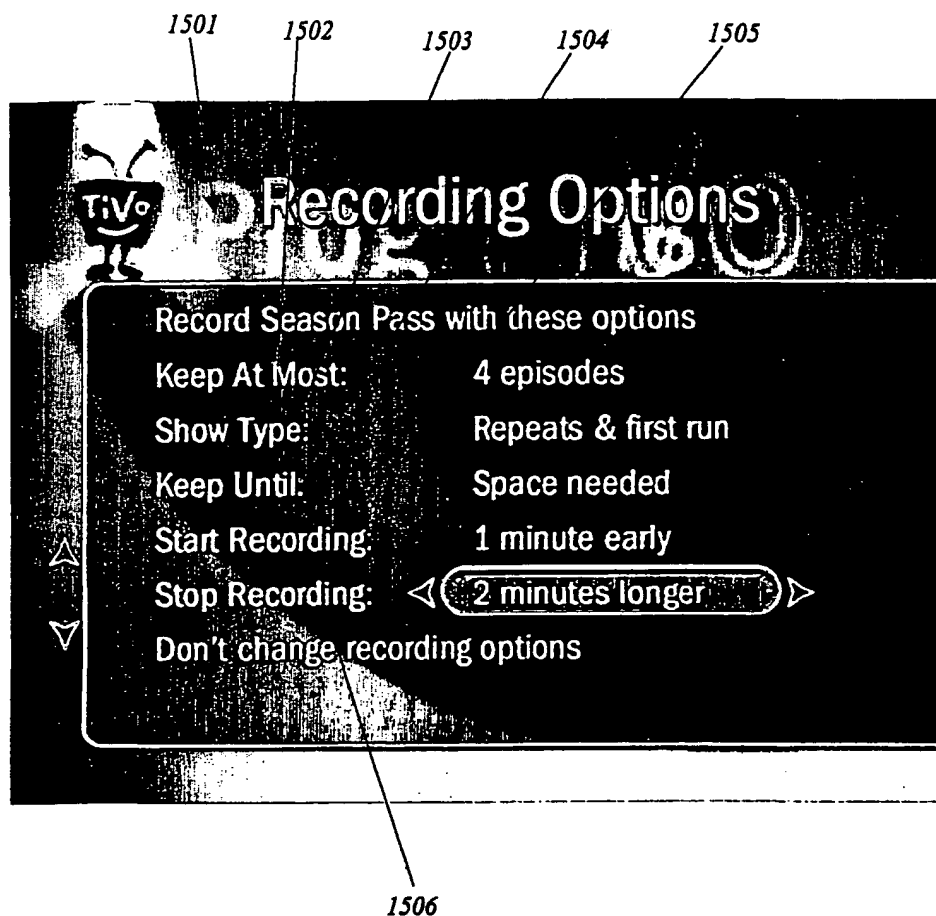 1501 1502 1503 1504 1505
TiVo
Recording Options
Record Season Pass with these options
Keep At Most: 4 episodes
Show Type: Repeats & first run
Keep Until: Space needed
Start Recording: 1 minute early
Stop Recording: 2 minutes longer
Don't change recording options
1506